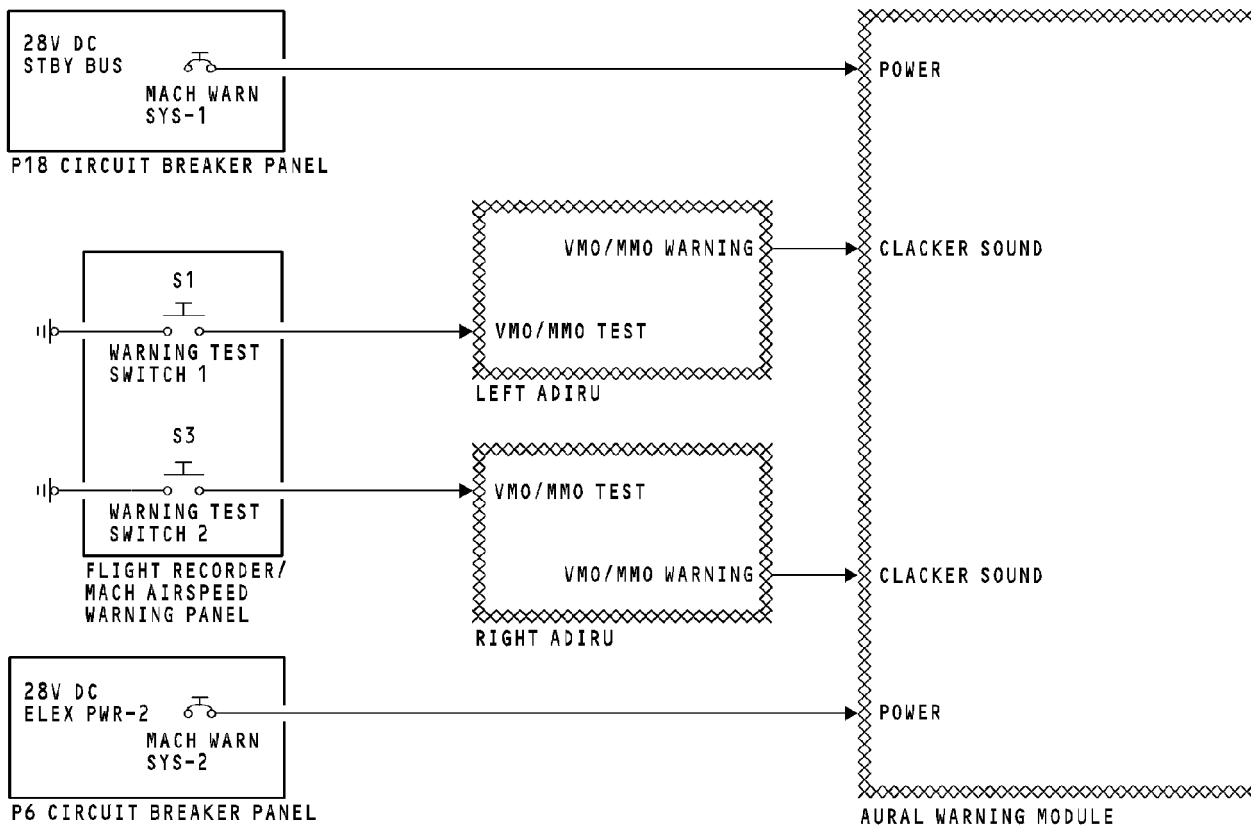 28V DC
STBY BUS
MACH WARN
SYS-1
P18 CIRCUIT BREAKER PANEL
POWER
VMO/MMO WARNING
CLACKER SOUND
S1
WARNING TEST
SWITCH 1
VMO/MMO TEST
LEFT ADIRU
S3
WARNING TEST
SWITCH 2
FLIGHT RECORDER/
MACH AIRSPEED
WARNING PANEL
VMO/MMO TEST
VMO/MMO WARNING
CLACKER SOUND
RIGHT ADIRU
28V DC
ELEX PWR-2
MACH WARN
SYS-2
P6 CIRCUIT BREAKER PANEL
POWER
AURAL WARNING MODULE